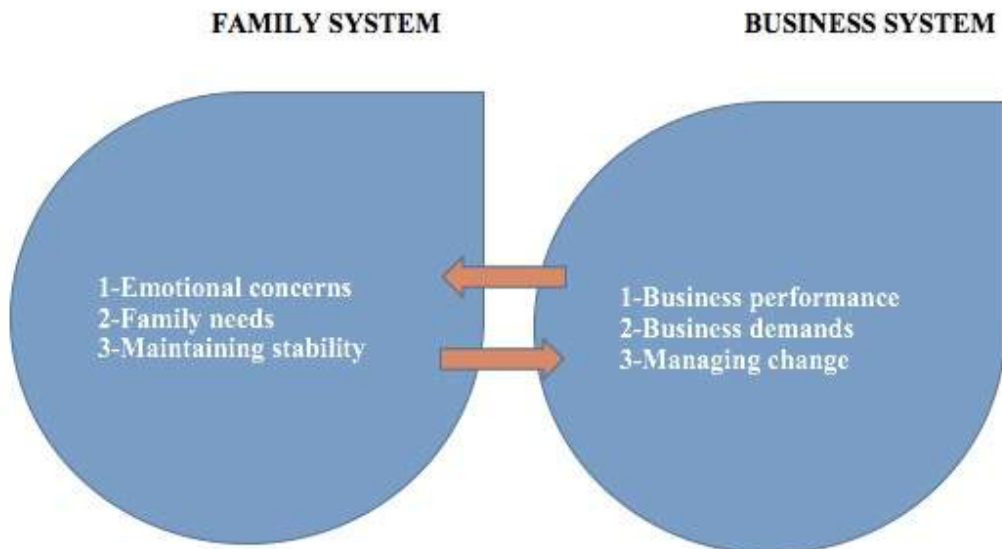 FAMILY SYSTEM
BUSINESS SYSTEM
1-Emotional concerns
2-Family needs
3-Maintaining stability
1-Business performance
2-Business demands
3-Managing change